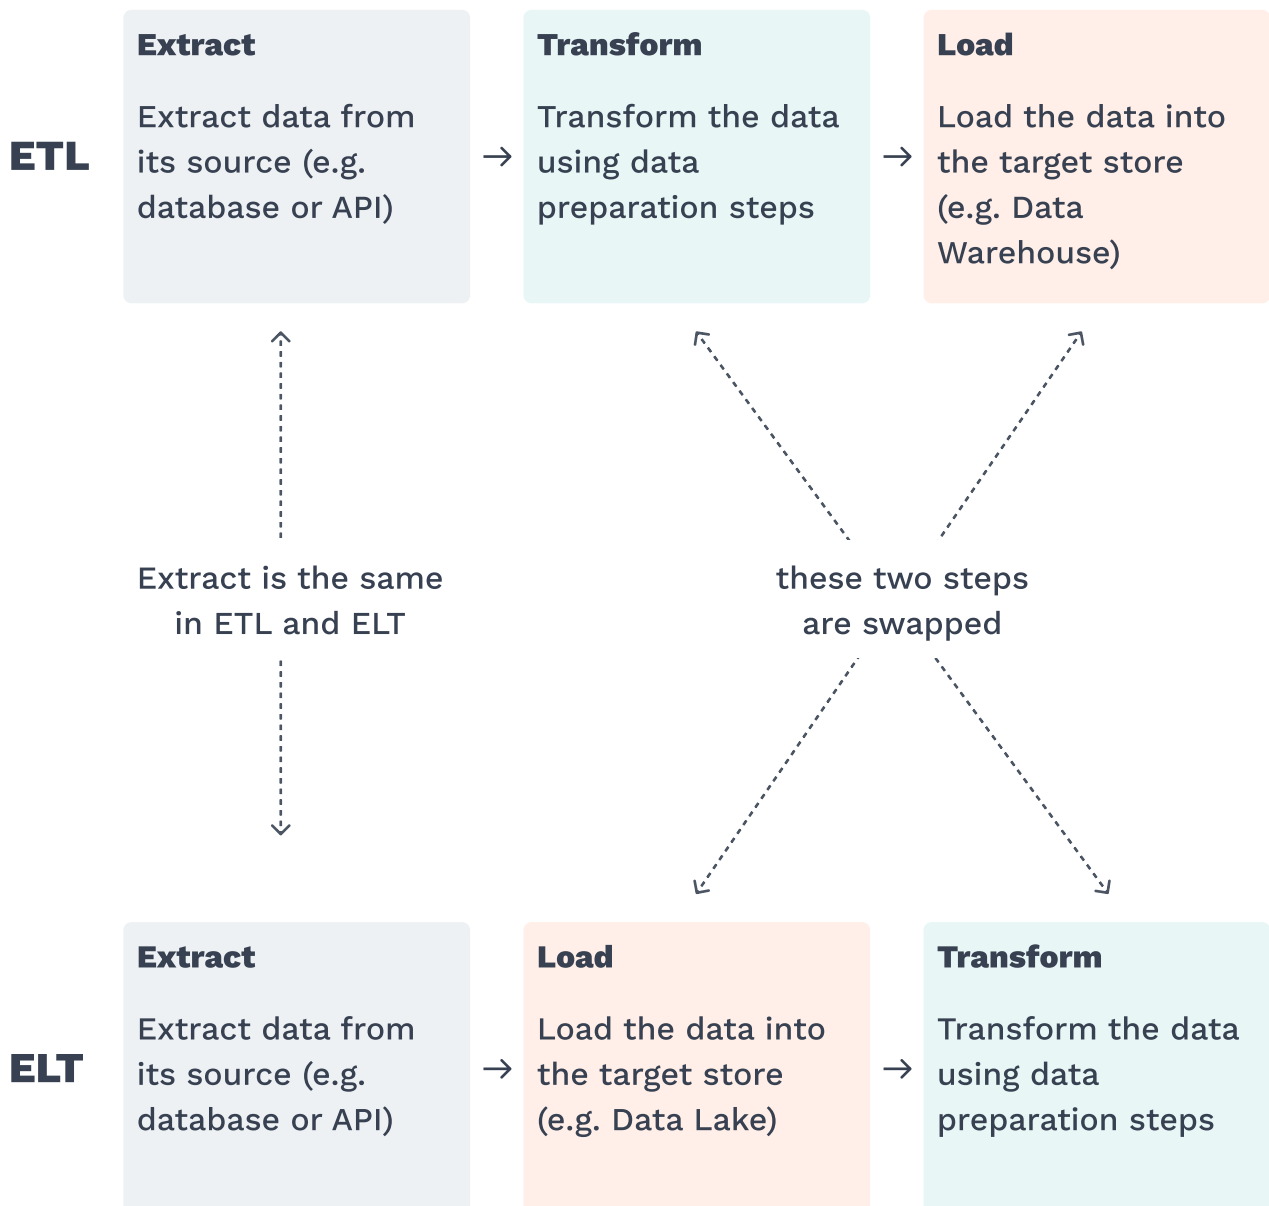 Extract
Extract data from
its source (e.g.
database or API)
Transform
Transform the data
using data
preparation steps
Load
Load the data into
the target store
(e.g. Data
Warehouse)
ETL
Extract is the same
in ETL and ELT
these two steps
are swapped
Extract
Extract data from
its source (e.g.
database or API)
Load
Load the data into
the target store
(e.g. Data Lake)
Transform
Transform the data
using data
preparation steps
ELT